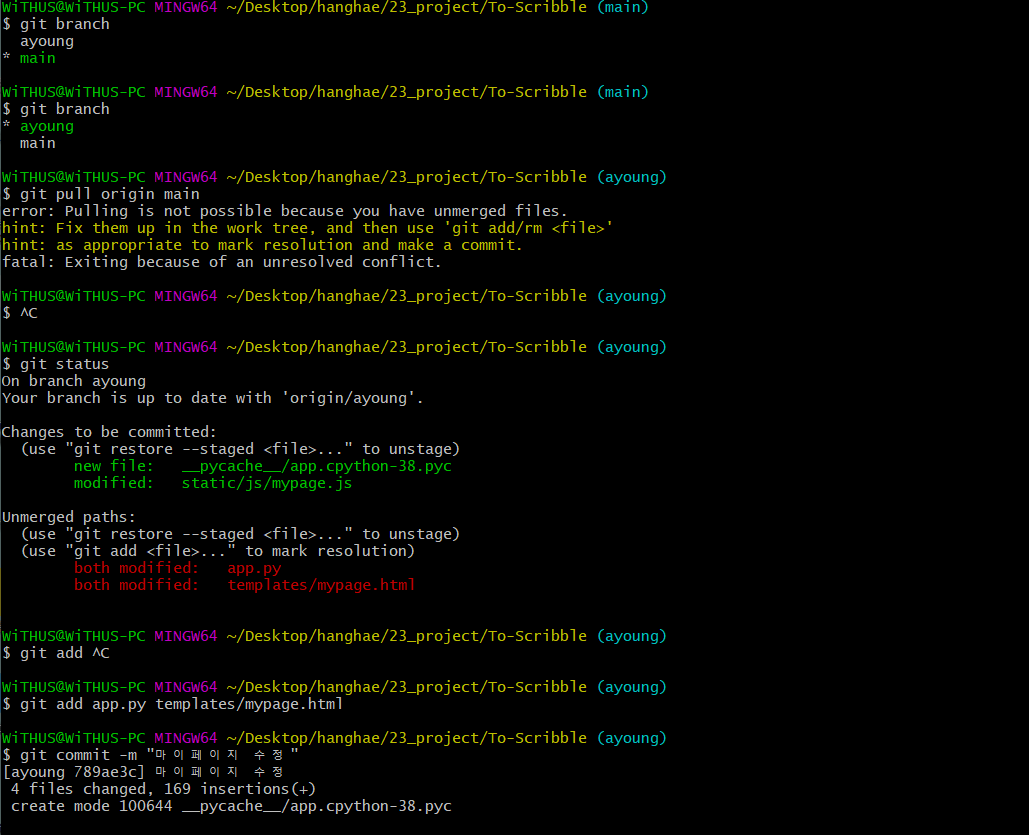 WiTHUS@WiTHUS-PC MINGW64 ~/Desktop/hanghae/23_project/To-Scribble (main)
$ git branch
  ayoung
* main

WiTHUS@WiTHUS-PC MINGW64 ~/Desktop/hanghae/23_project/To-Scribble (main)
$ git branch
* ayoung
  main

WiTHUS@WiTHUS-PC MINGW64 ~/Desktop/hanghae/23_project/To-Scribble (ayoung)
$ git pull origin main
error: Pulling is not possible because you have unmerged files.
hint: Fix them up in the work tree, and then use 'git add/rm <file>'
hint: as appropriate to mark resolution and make a commit.
fatal: Exiting because of an unresolved conflict.

WiTHUS@WiTHUS-PC MINGW64 ~/Desktop/hanghae/23_project/To-Scribble (ayoung)
$ ^C

WiTHUS@WiTHUS-PC MINGW64 ~/Desktop/hanghae/23_project/To-Scribble (ayoung)
$ git status
On branch ayoung
Your branch is up to date with 'origin/ayoung'.

Changes to be committed:
  (use "git restore --staged <file>..." to unstage)
        new file:   __pycache__/app.cpython-38.pyc
        modified:   static/js/mypage.js

Unmerged paths:
  (use "git restore --staged <file>..." to unstage)
  (use "git add <file>..." to mark resolution)
        both modified:   app.py
        both modified:   templates/mypage.html

WiTHUS@WiTHUS-PC MINGW64 ~/Desktop/hanghae/23_project/To-Scribble (ayoung)
$ git add ^C

WiTHUS@WiTHUS-PC MINGW64 ~/Desktop/hanghae/23_project/To-Scribble (ayoung)
$ git add app.py templates/mypage.html

WiTHUS@WiTHUS-PC MINGW64 ~/Desktop/hanghae/23_project/To-Scribble (ayoung)
$ git commit -m "마이페이지 수정"
[ayoung 789ae3c] 마이페이지 수정
 4 files changed, 169 insertions(+)
 create mode 100644 __pycache__/app.cpython-38.pyc